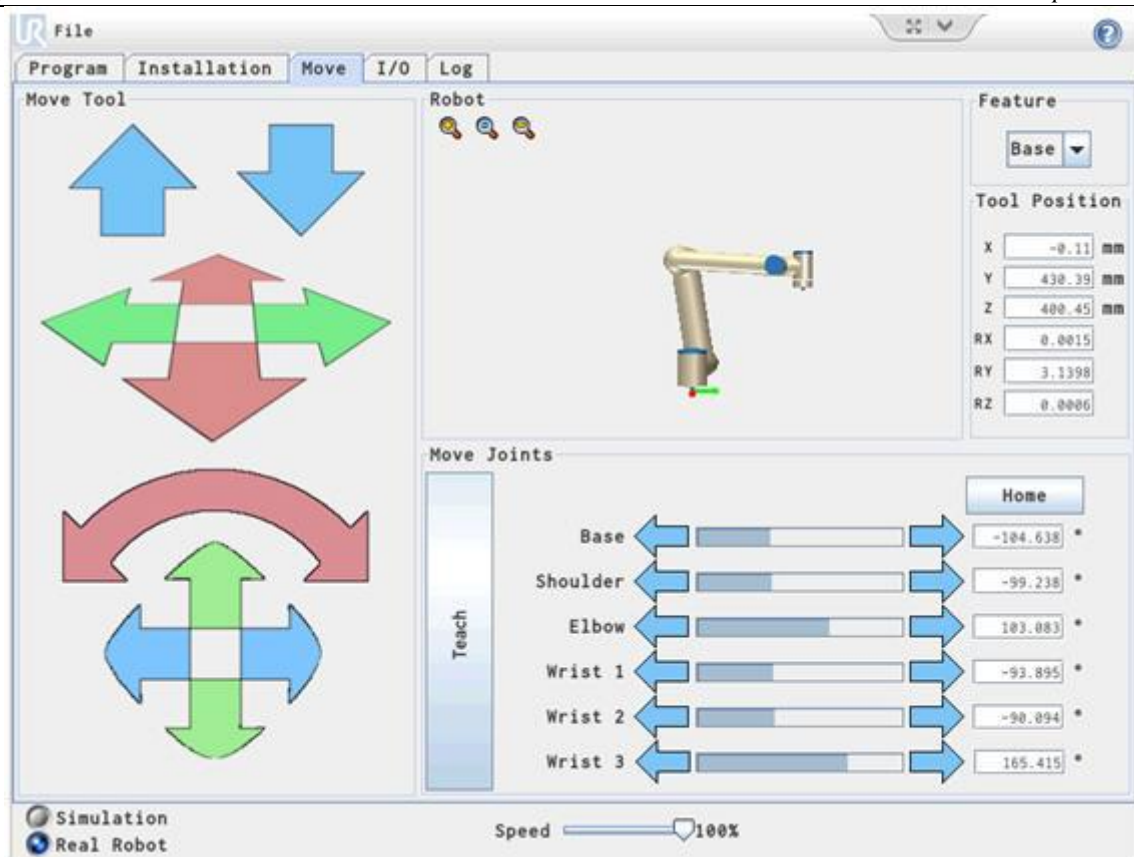 UR File
Program Installation Move I/O Log
Move Tool
Robot
Feature
Base
Tool Position
X -0.11 mm
Y 430.39 mm
Z 400.45 mm
RX 0.0015
RY 3.1398
RZ 0.0006
Move Joints
Teach
Home
Base -104.638 °
Shoulder -99.238 °
Elbow 103.083 °
Wrist 1 -93.895 °
Wrist 2 -90.094 °
Wrist 3 165.415 °
Simulation
Real Robot
Speed 100%